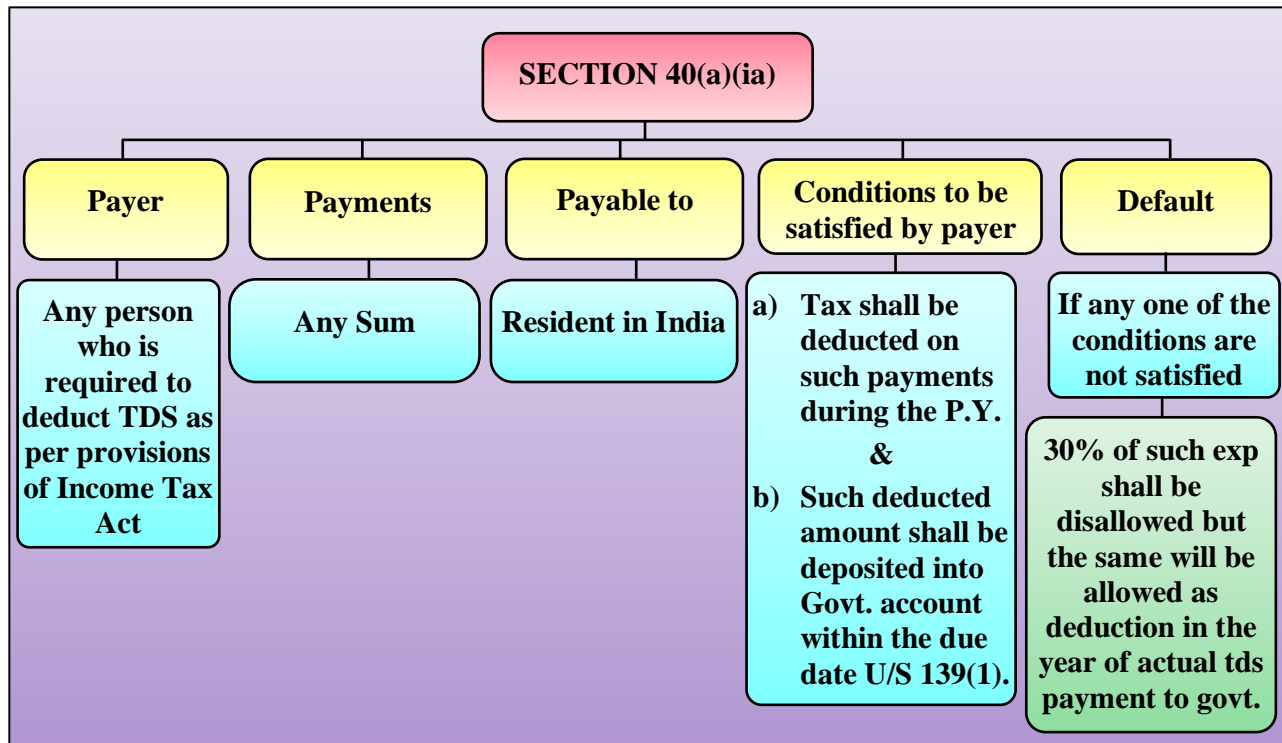 SECTION 40(a)(ia)
Payer
Any person
who is
required to
deduct TDS as
per provisions
of Income Tax
Act
Payments
Any Sum
Payable to
Resident in India
Conditions to be
satisfied by payer
a) Tax shall be
deducted on
such payments
during the P.Y.
&
b) Such deducted
amount shall be
deposited into
Govt. account
within the due
date U/S 139(1).
Default
If any one of the
conditions are
not satisfied
30% of such exp
shall be
disallowed but
the same will be
allowed as
deduction in the
year of actual tds
payment to govt.